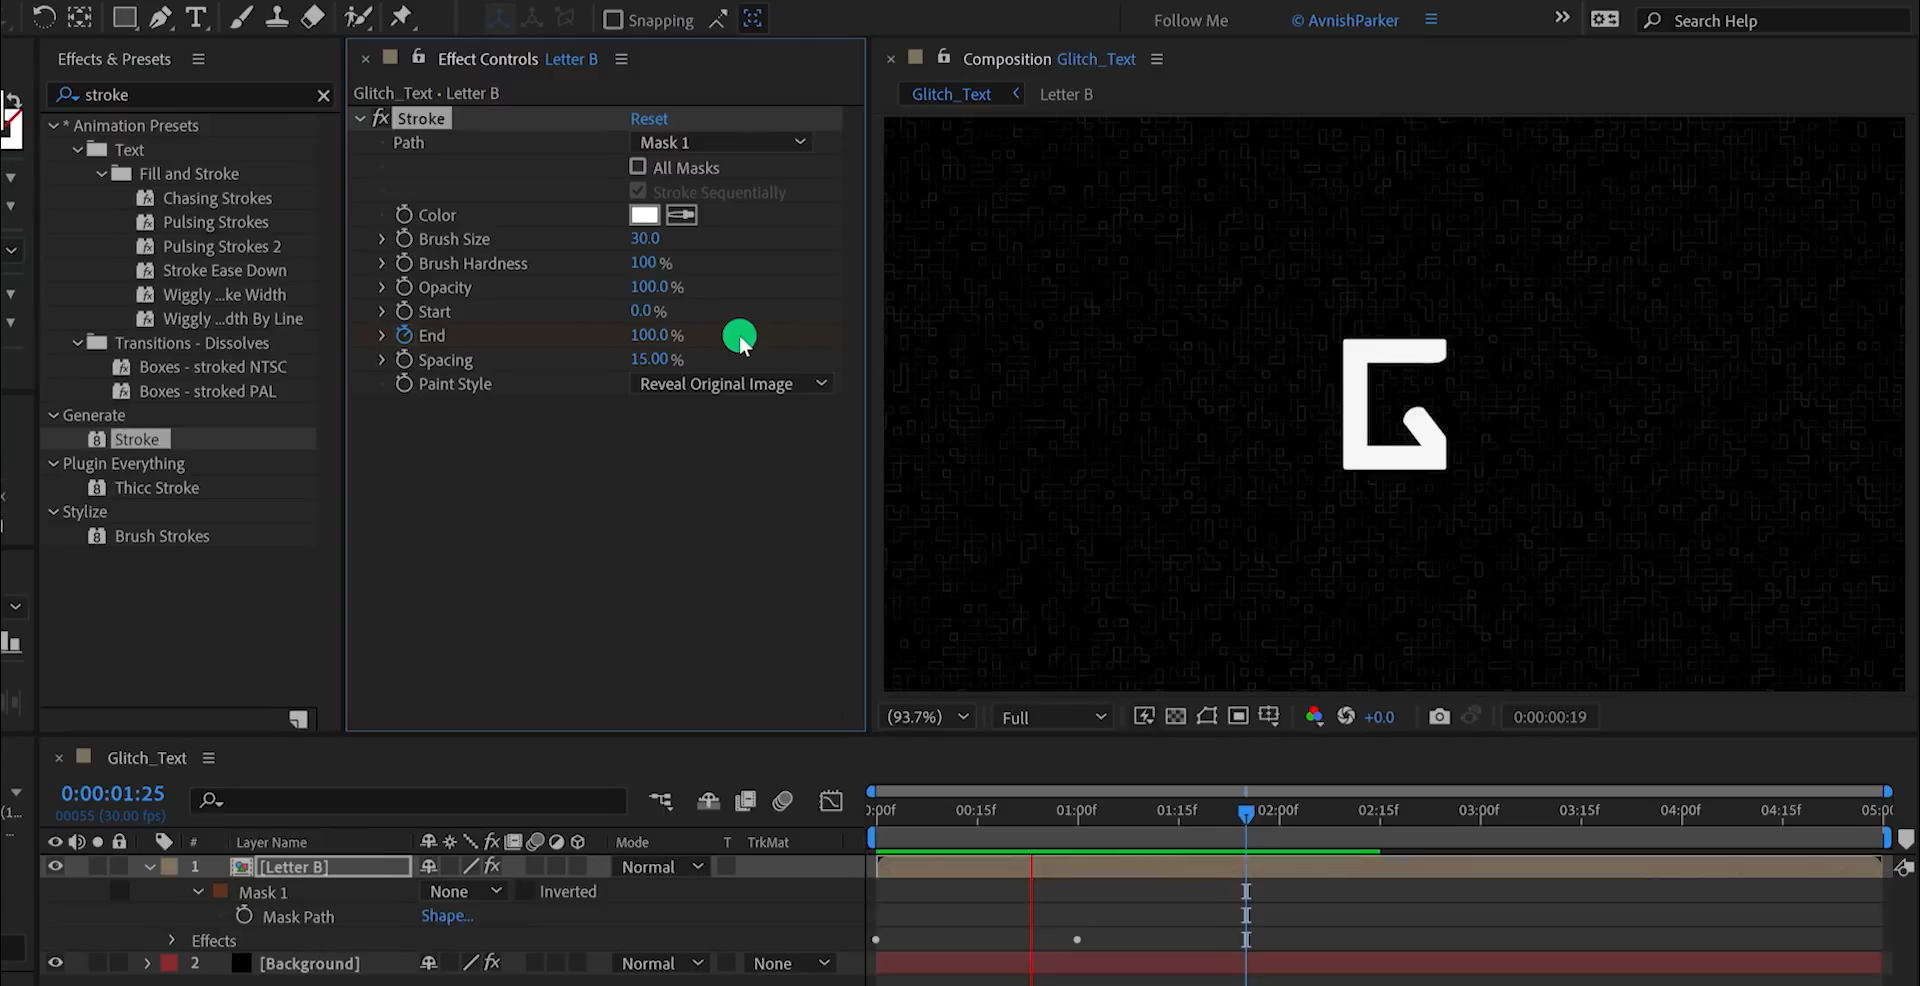 Snapping
Follow Me
© AvnishParker
Search Help
Effects & Presets
stroke
* Animation Presets
Text
Fill and Stroke
Chasing Strokes
Pulsing Strokes
Pulsing Strokes 2
Stroke Ease Down
Wiggly ...ke Width
Wiggly ...dth By Line
Transitions - Dissolves
Boxes - stroked NTSC
Boxes - stroked PAL
Generate
Stroke
Plugin Everything
Thicc Stroke
Stylize
Brush Strokes
Effect Controls Letter B
Glitch_Text • Letter B
fx Stroke Reset
Path Mask 1
All Masks
Stroke Sequentially
Color
Brush Size 30.0
Brush Hardness 100 %
Opacity 100.0 %
Start 0.0 %
End 100.0 %
Spacing 15.00 %
Paint Style Reveal Original Image
Composition Glitch_Text
Glitch_Text Letter B
(93.7%) Full +0.0 0:00:00:19
Glitch_Text
0:00:01:25
00055 (30.00 fps)
:00f 00:15f 01:00f 01:15f 02:00f 02:15f 03:00f 03:15f 04:00f 04:15f 05:00
# Layer Name fx Mode T TrkMat
1 [Letter B] fx Normal
Mask 1 None Inverted
Mask Path Shape...
Effects
2 [Background] fx Normal None
(1...